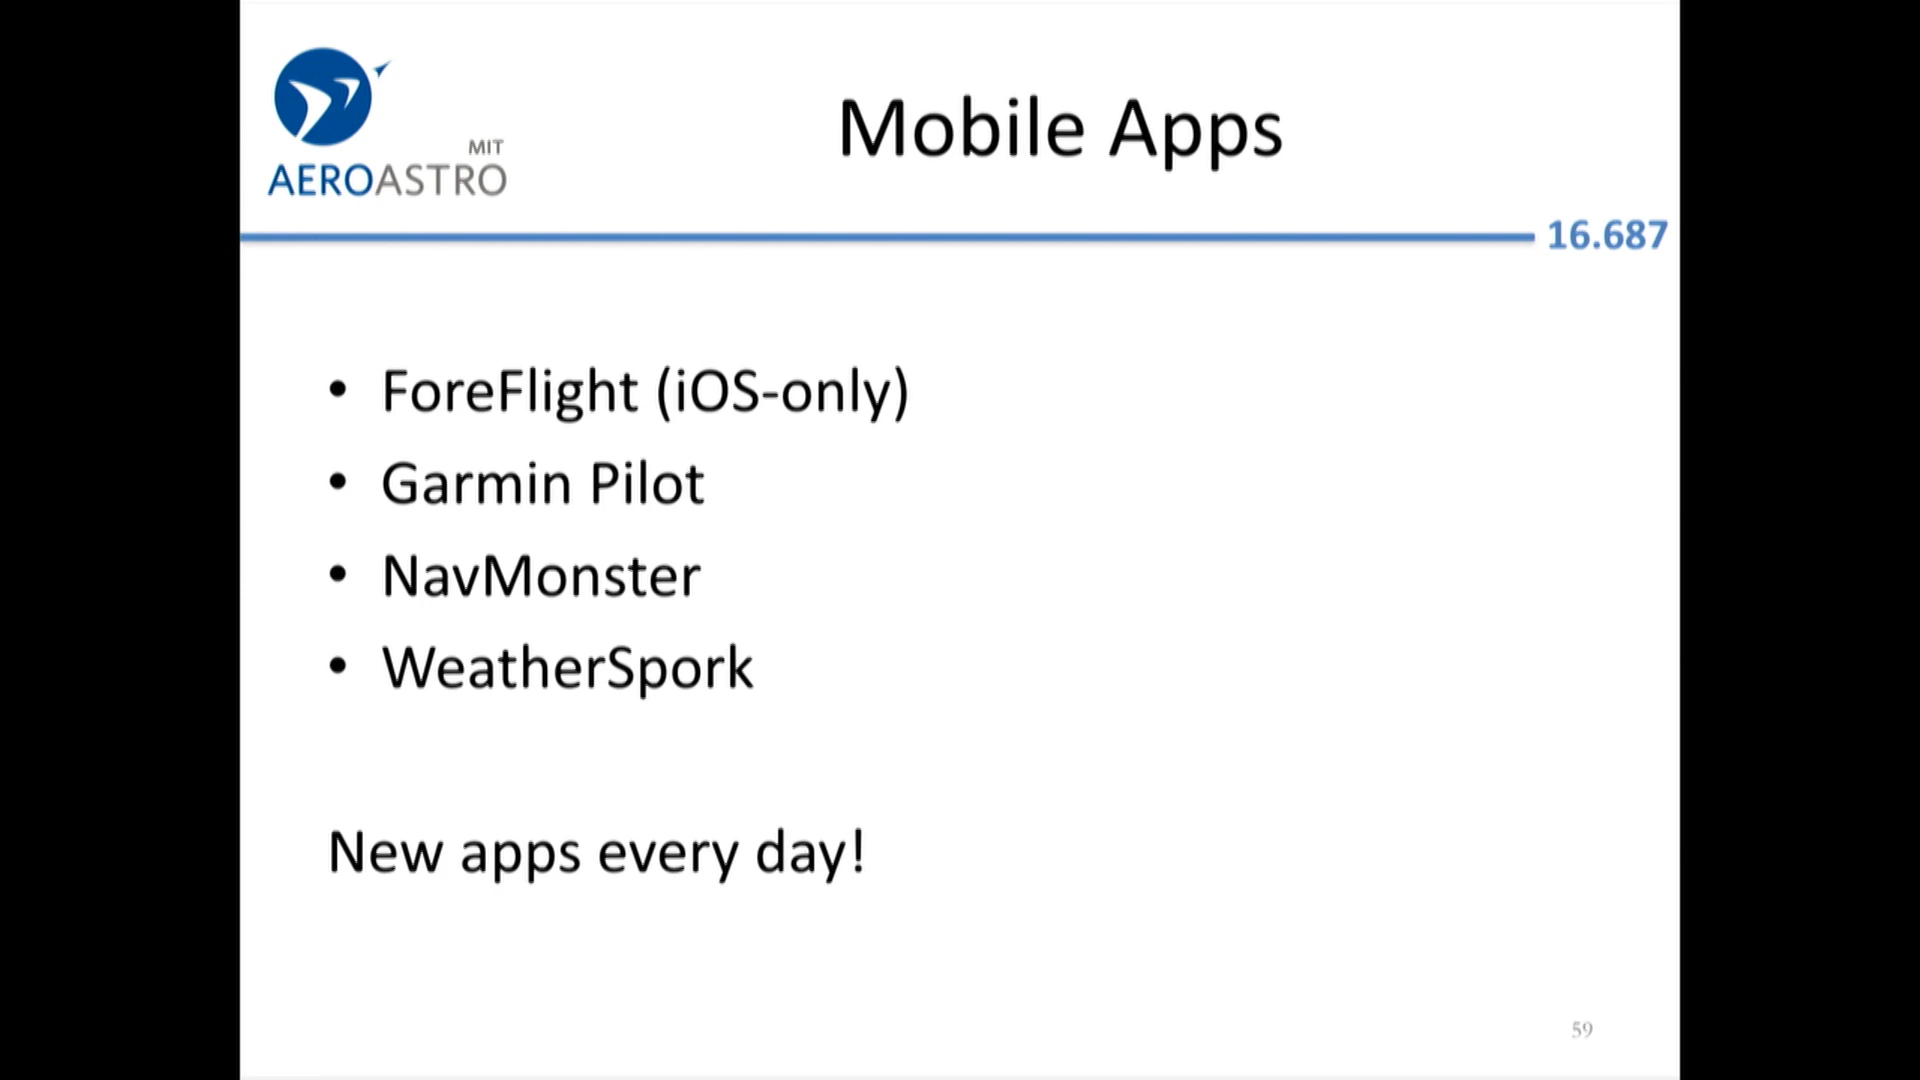 MIT
AEROASTRO
Mobile Apps
16.687
• ForeFlight (iOS-only)
• Garmin Pilot
• NavMonster
• WeatherSpork
New apps every day!
59